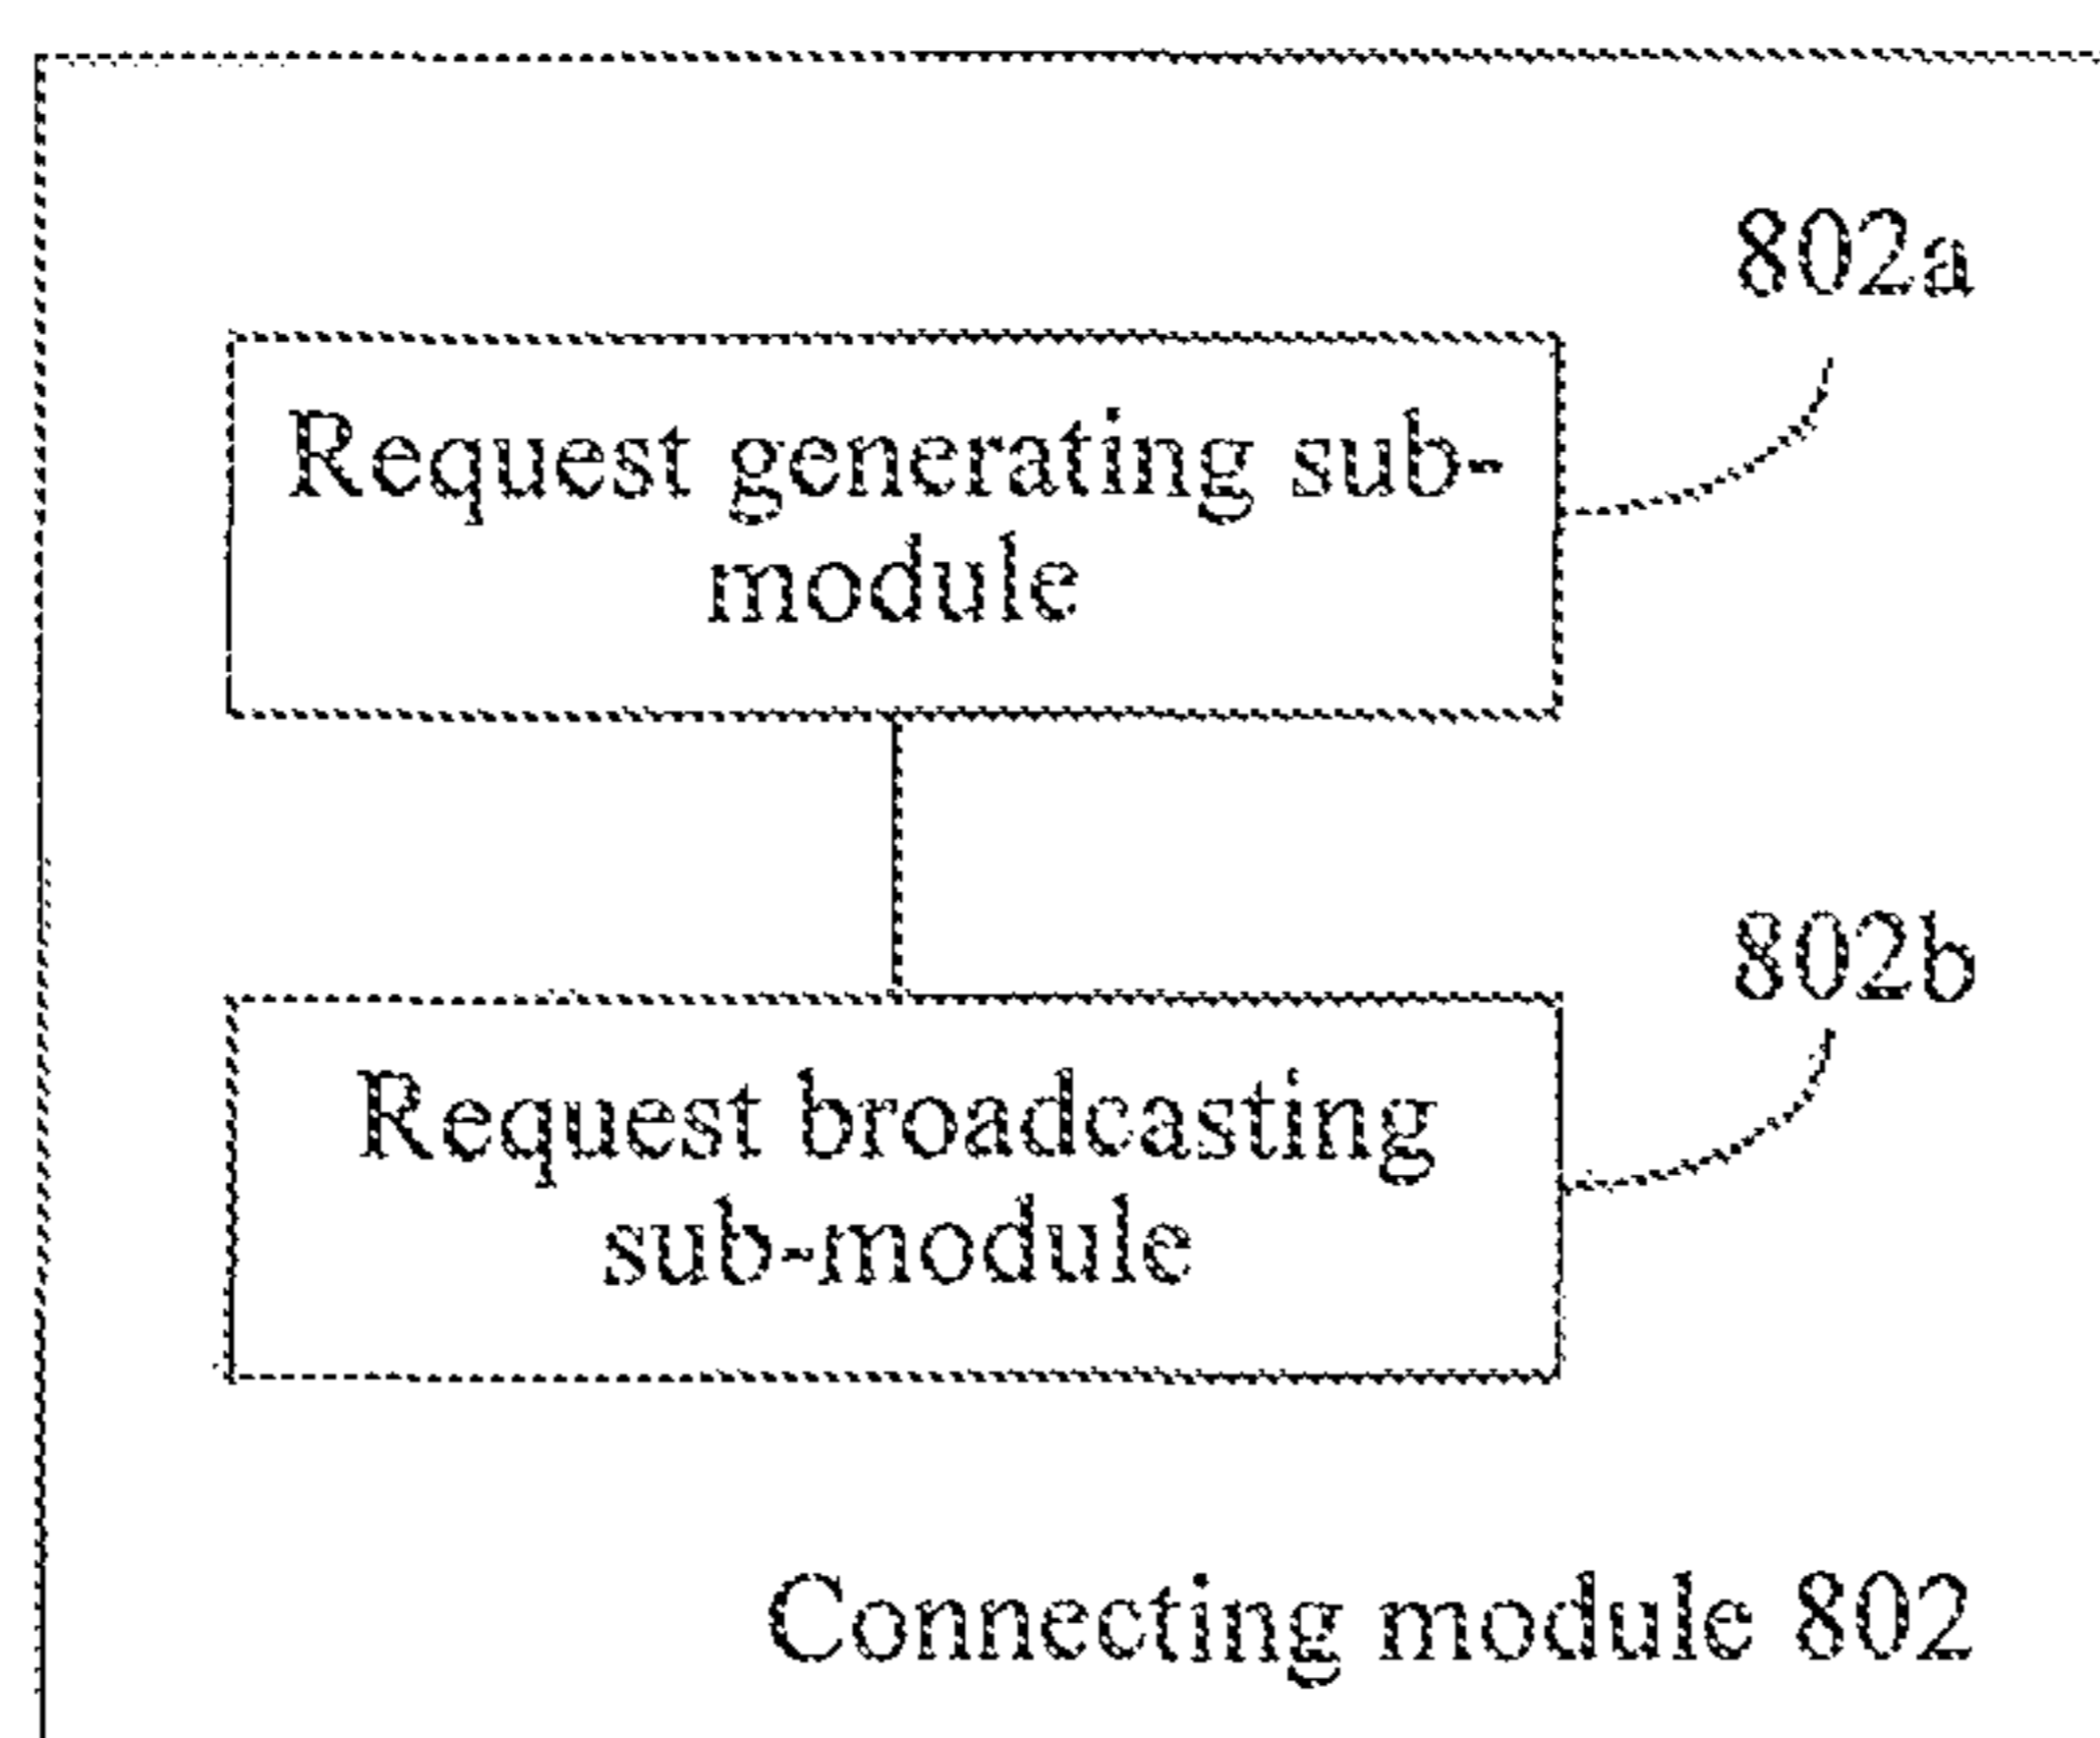 802a
Request generating sub-
module
802b
Request broadcasting
sub-module
Connecting module 802